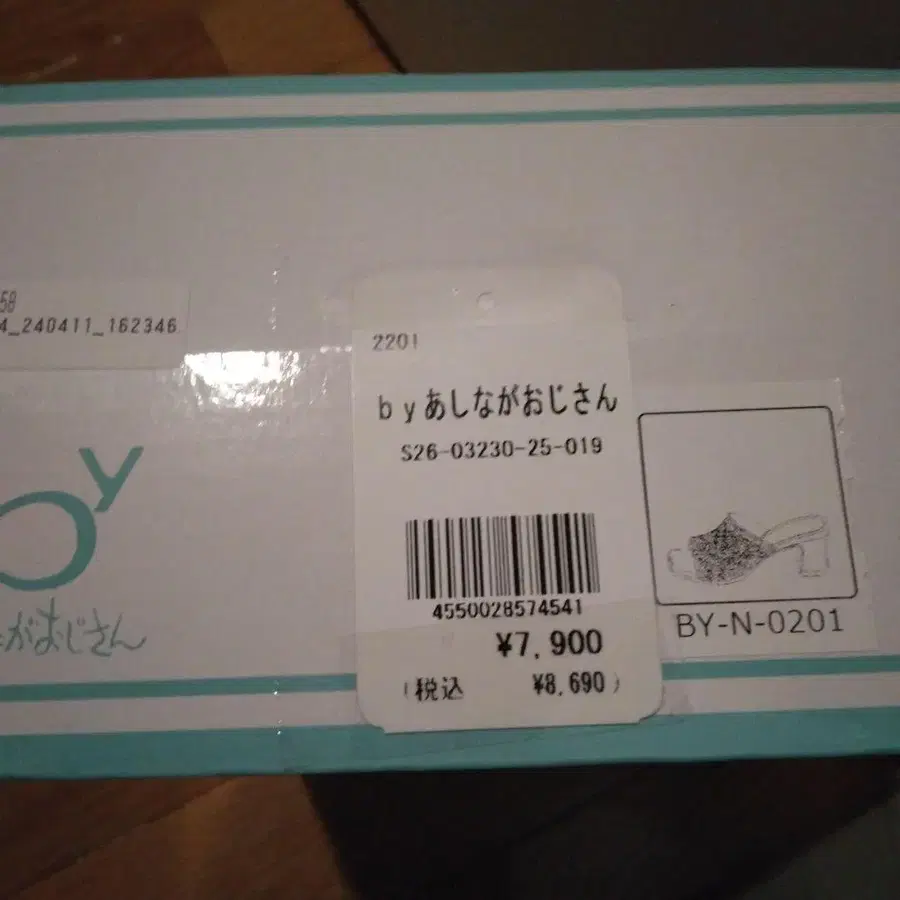 58
4_240411_162346
2201
byあしながおじさん
S26-03230-25-019
4550028574541
¥7,900
(税込 ¥8,690)
by
がおじさん
BY-N-0201